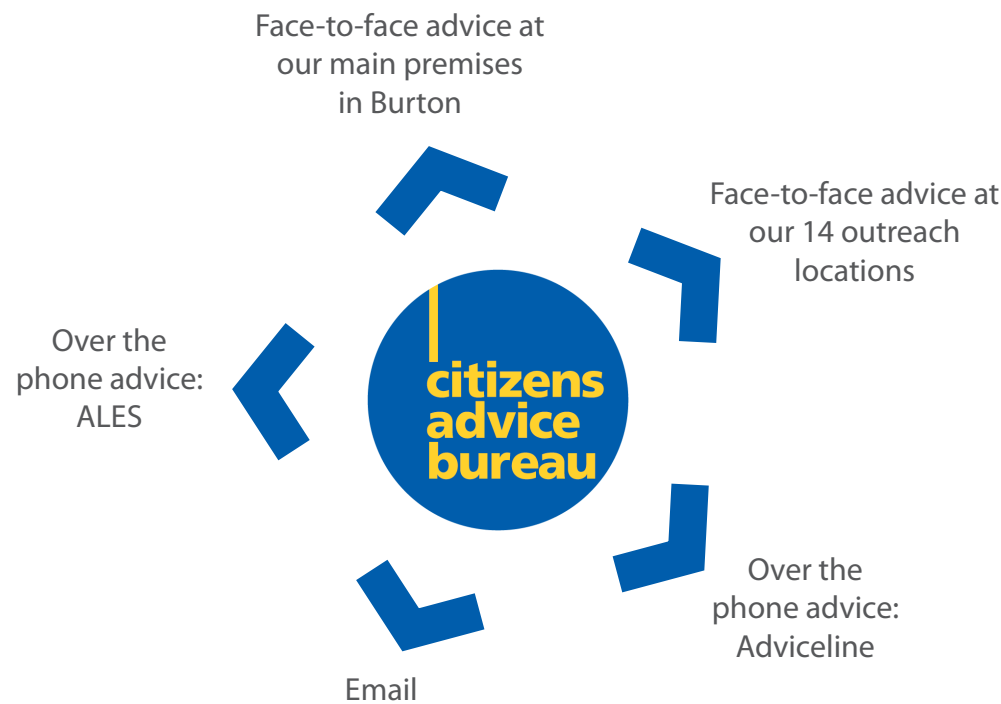 Face-to-face advice at
our main premises
in Burton
Face-to-face advice at
our 14 outreach
locations
Over the
phone advice:
ALES
citizens
advice
bureau
Over the
phone advice:
Adviceline
Email